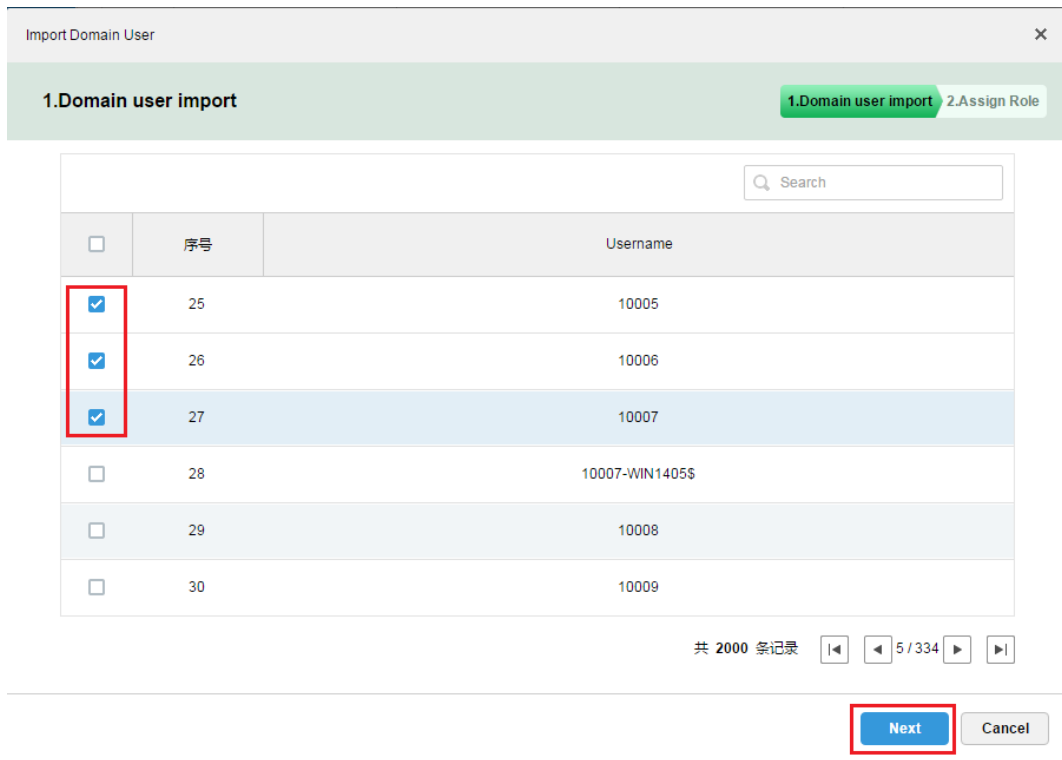 Import Domain User
1.Domain user import
1.Domain user import 2.Assign Role
Search
序号 Username
25 10005
26 10006
27 10007
28 10007-WIN1405$
29 10008
30 10009
共 2000 条记录 5 / 334
Next Cancel